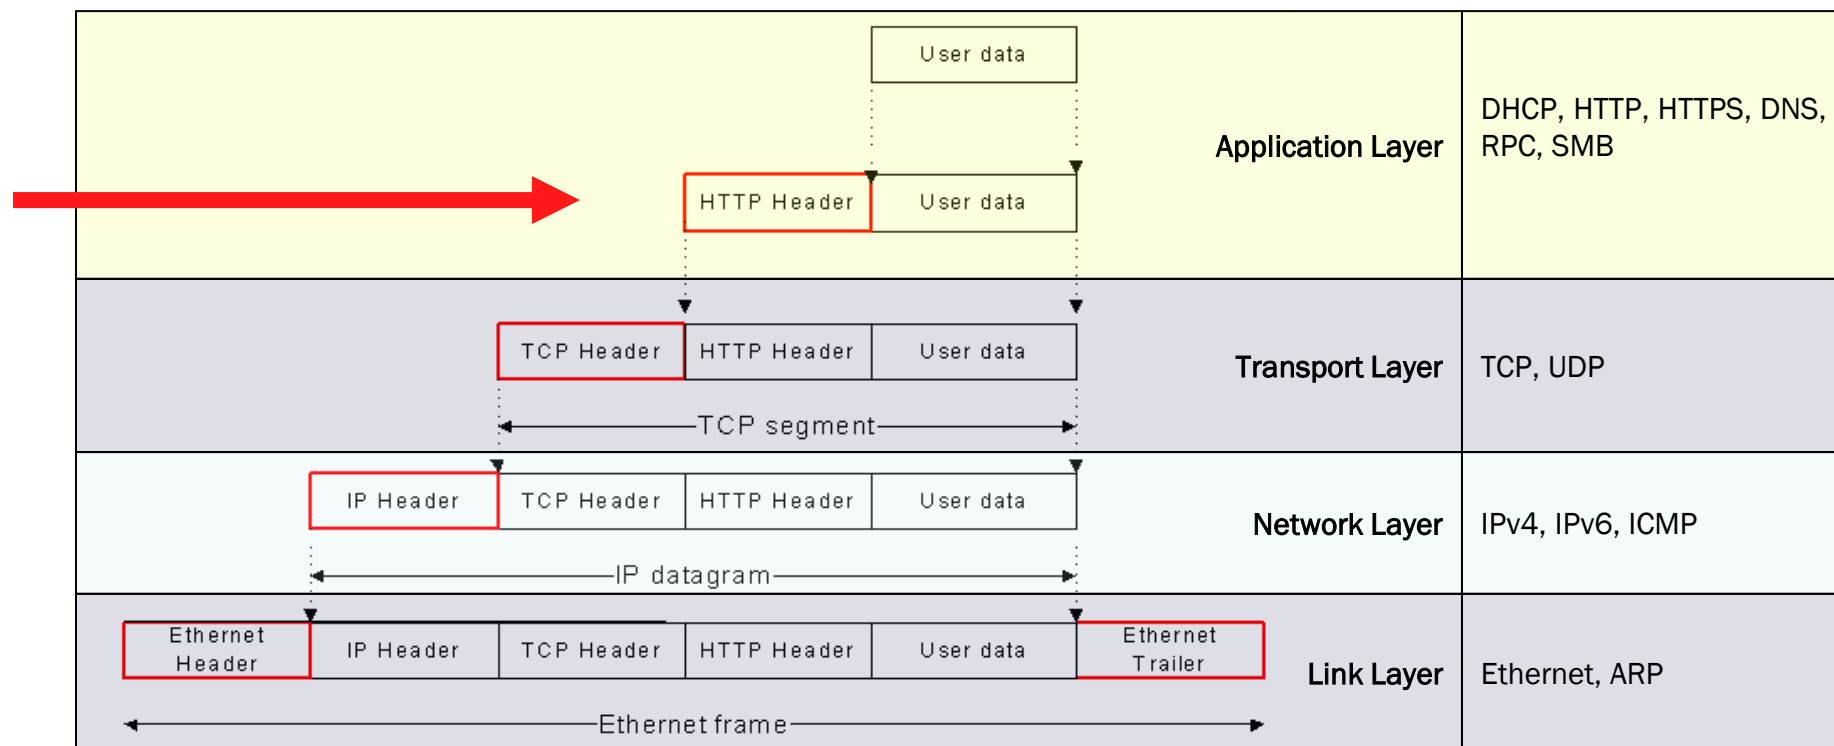 User data
Application Layer
DHCP, HTTP, HTTPS, DNS,
RPC, SMB
HTTP Header
User data
TCP Header
HTTP Header
User data
Transport Layer
TCP, UDP
TCP segment
IP Header
TCP Header
HTTP Header
User data
Network Layer
IPv4, IPv6, ICMP
IP datagram
Ethernet
Header
IP Header
TCP Header
HTTP Header
User data
Ethernet
Trailer
Link Layer
Ethernet, ARP
Ethernet frame